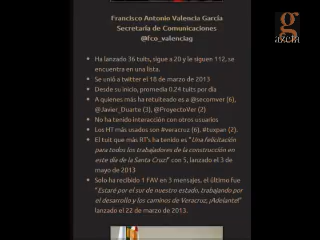 Francisco Antonio Valencia García
Secretaría de Comunicaciones
@fco_valenciag
g
gaceta
• Ha lanzado 36 tuits, sigue a 20 y le siguen 112, se
encuentra en una lista.
• Se unió a twitter el 18 de marzo de 2013
• Desde su inicio, promedia 0.24 tuits por día
• A quienes más ha retuiteado es a @secomver (6),
@Javier_Duarte (3), @ProyectoVer (2)
• No ha tenido interacción con otros usuarios
• Los HT más usados son #veracruz (6), #tuxpan (2)
• El tuit que más RT's ha tenido es "Una felicitación
para todos los trabajadores de la construcción en
este día de la Santa Cruz!" con 5, lanzado el 3 de
mayo de 2013
• Solo ha recibido 1 FAV en 3 mensajes, el último fue
"Estaré por el sur de nuestro estado, trabajando por
el desarrollo y los caminos de Veracruz, ¡Adelante!"
lanzado el 22 de marzo de 2013.